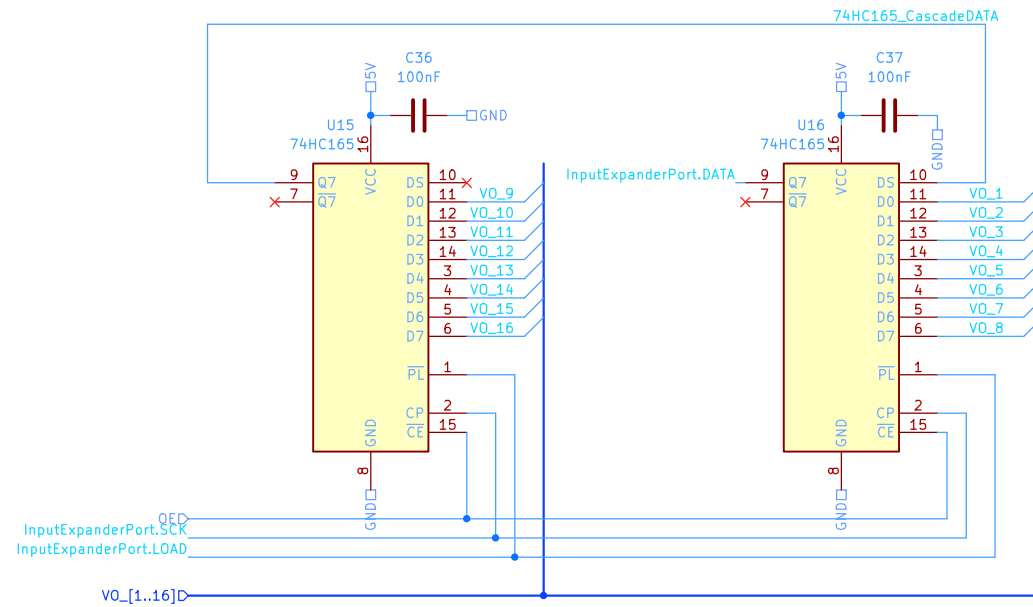 74HC165_CascadeDATA
C36
100nF
5V
GND
U15
74HC165
16
VCC
9 Q7
7 Q7
DS 10
D0 11 VO_9
D1 12 VO_10
D2 13 VO_11
D3 14 VO_12
D4 3 VO_13
D5 4 VO_14
D6 5 VO_15
D7 6 VO_16
PL 1
CP 2
CE 15
GND
8
GND
C37
100nF
5V
GND
U16
74HC165
16
VCC
InputExpanderPort.DATA 9 Q7
7 Q7
DS 10
D0 11 VO_1
D1 12 VO_2
D2 13 VO_3
D3 14 VO_4
D4 3 VO_5
D5 4 VO_6
D6 5 VO_7
D7 6 VO_8
PL 1
CP 2
CE 15
GND
8
GND
OE
InputExpanderPort.SCK
InputExpanderPort.LOAD
VO_[1..16]